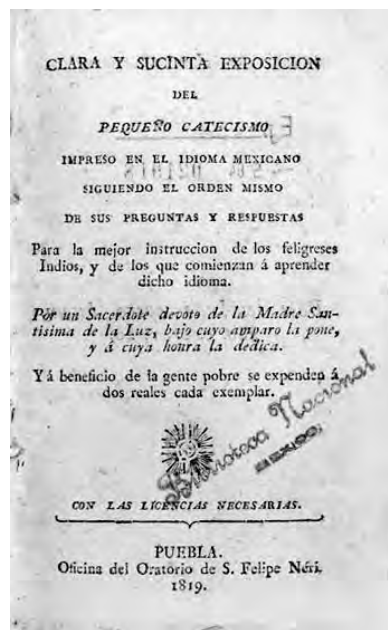 CLARA Y SUCINTA EXPOSICION
DEL
PEQUEÑO CATECISMO
IMPRESO EN EL IDIOMA MEXICANO
SIGUIENDO EL ORDEN MISMO
DE SUS PREGUNTAS Y RESPUESTAS
Para la mejor instruccion de los feligreses
Indios, y de los que comienzan á aprender
dicho idioma.
Por un Sacerdote devoto de la Madre San-
tisima de la Luz, bajo cuyo amparo la pone,
y á cuya honra la dedica.
Y á beneficio de la gente pobre se expenden á
dos reales cada exemplar.
Biblioteca Nacional
MEXICO.
CON LAS LICENCIAS NECESARIAS.
PUEBLA.
Oficina del Oratorio de S. Felipe Neri.
1819.